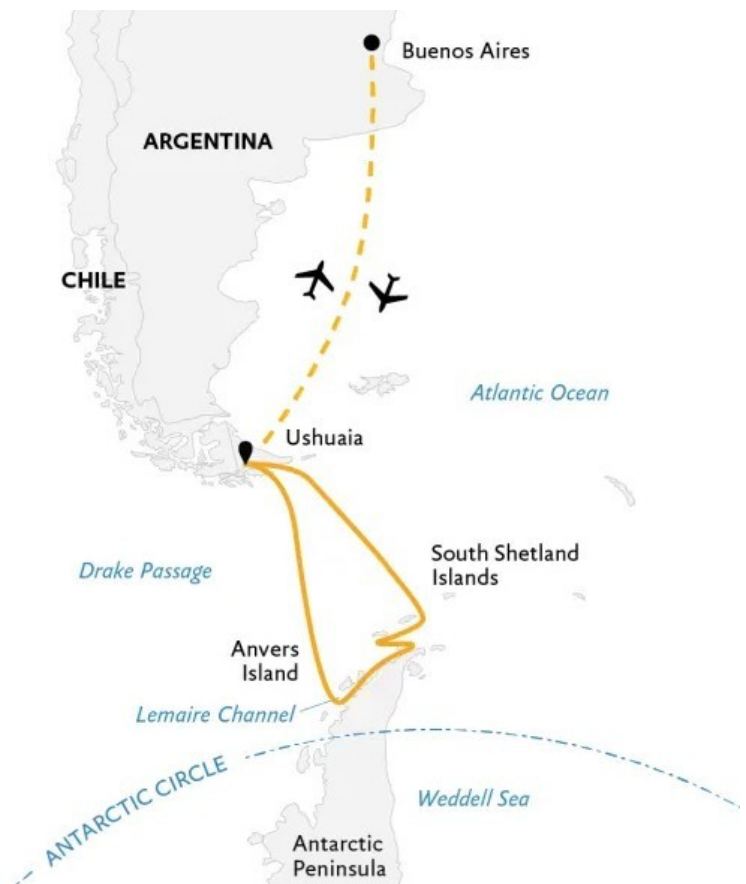 Buenos Aires
ARGENTINA
CHILE
Atlantic Ocean
Ushuaia
South Shetland
Islands
Drake Passage
Anvers
Island
Lemaire Channel
ANTARCTIC CIRCLE
Weddell Sea
Antarctic
Peninsula